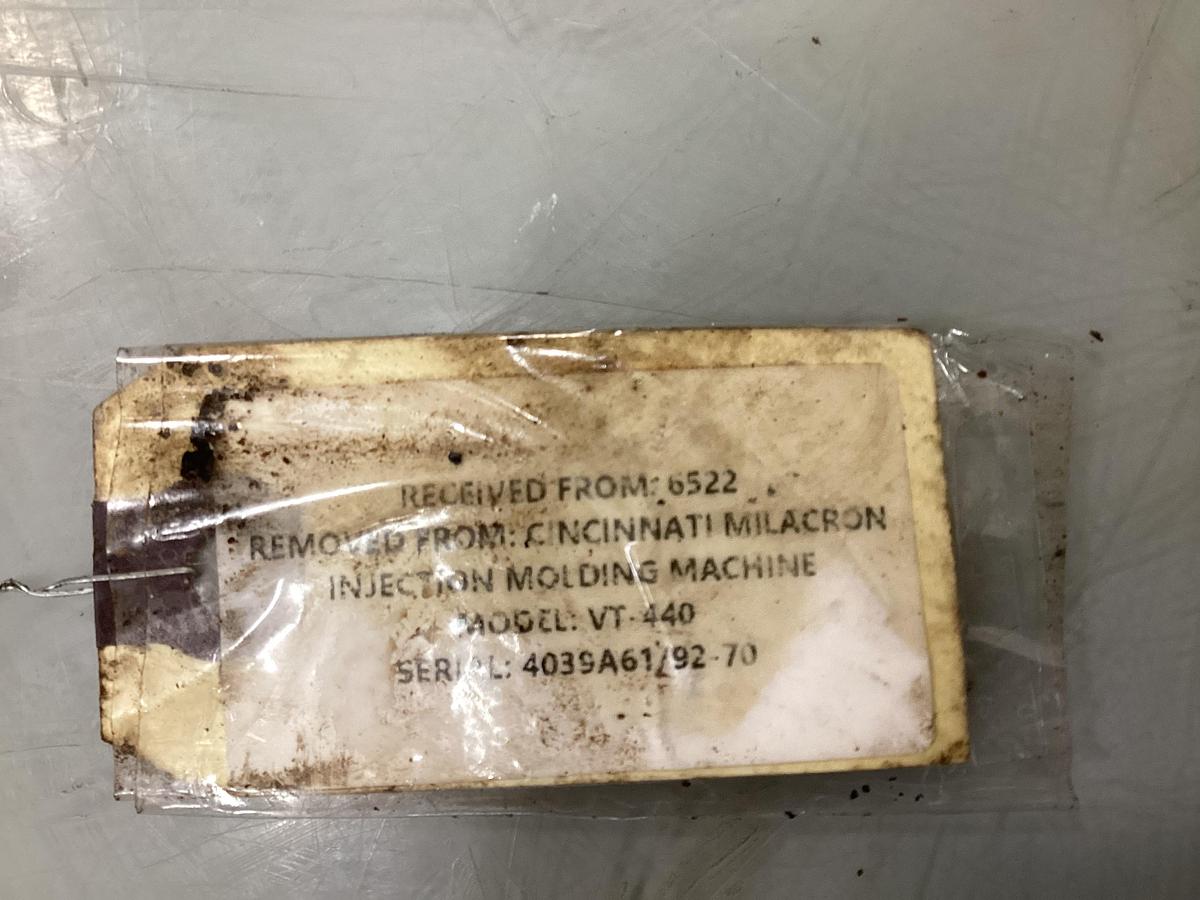 RECEIVED FROM: 6522
REMOVED FROM: CINCINNATI MILACRON
INJECTION MOLDING MACHINE
MODEL: VT-440
SERIAL: 4039A61/92-70